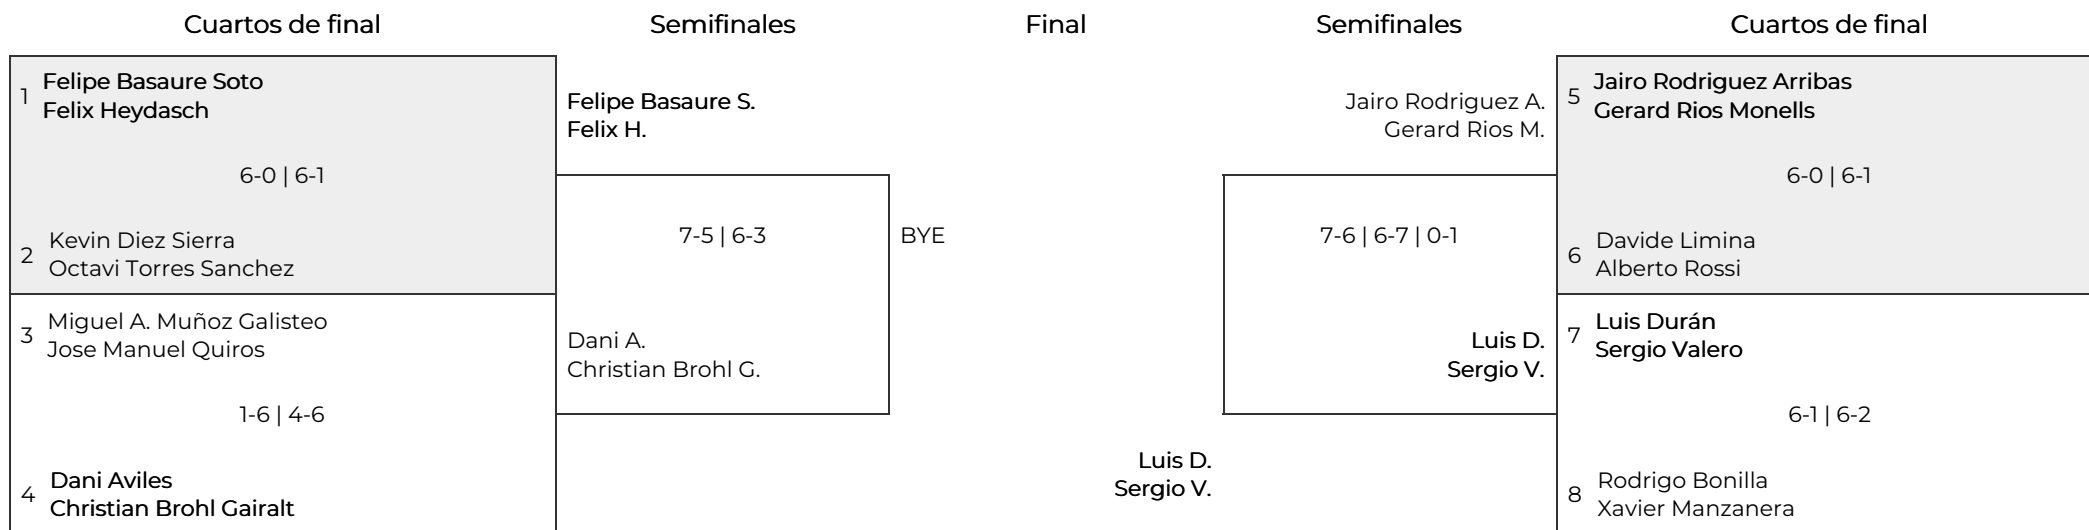 Cuartos de final
Semifinales
Final
Semifinales
Cuartos de final
1
Felipe Basaure Soto
Felix Heydasch
6-0 | 6-1
2
Kevin Diez Sierra
Octavi Torres Sanchez
3
Miguel A. Muñoz Galisteo
Jose Manuel Quiros
1-6 | 4-6
4
Dani Aviles
Christian Brohl Gairalt
Felipe Basaure S.
Felix H.
7-5 | 6-3
Dani A.
Christian Brohl G.
BYE
Luis D.
Sergio V.
Jairo Rodriguez A.
Gerard Rios M.
7-6 | 6-7 | 0-1
Luis D.
Sergio V.
5
Jairo Rodriguez Arribas
Gerard Rios Monells
6-0 | 6-1
6
Davide Limina
Alberto Rossi
7
Luis Durán
Sergio Valero
6-1 | 6-2
8
Rodrigo Bonilla
Xavier Manzanera